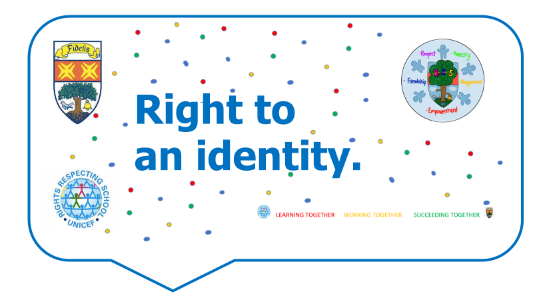 Fidelis
Respect
Honesty
Friendship
Empowerment
Right to
an identity.
RIGHTS RESPECTING SCHOOL
UNICEF
LEARNING TOGETHER WORKING TOGETHER SUCCEEDING TOGETHER